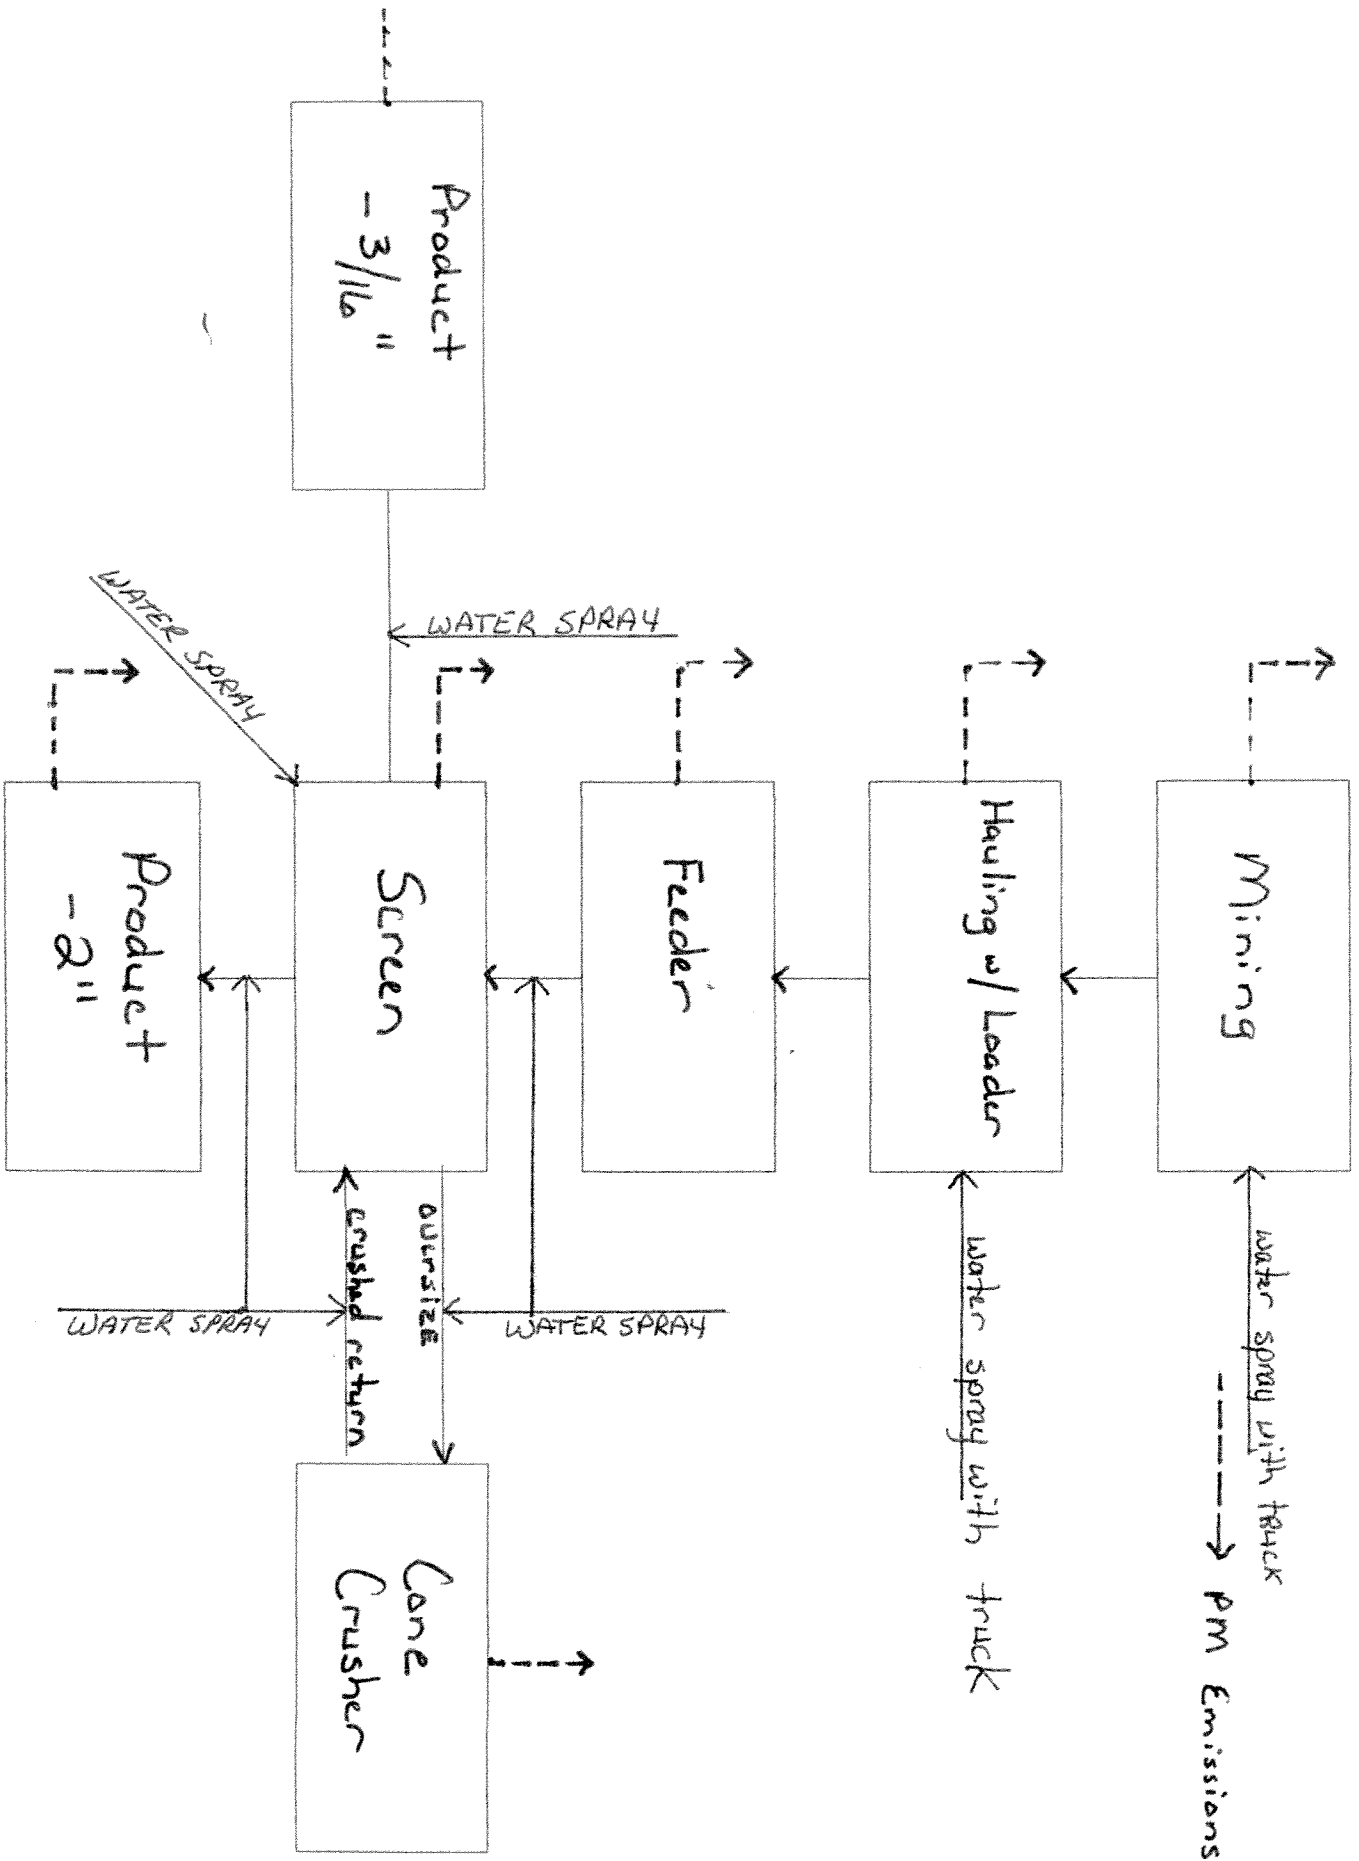 Mining
water spray with truck
PM Emissions
Hauling w/ Loader
water spray with truck
Feeder
WATER SPRAY
WATER SPRAY
Product
- 3/16 "
Screen
oversize
crushed return
Cone
Crusher
WATER SPRAY
WATER SPRAY
Product
- 2"